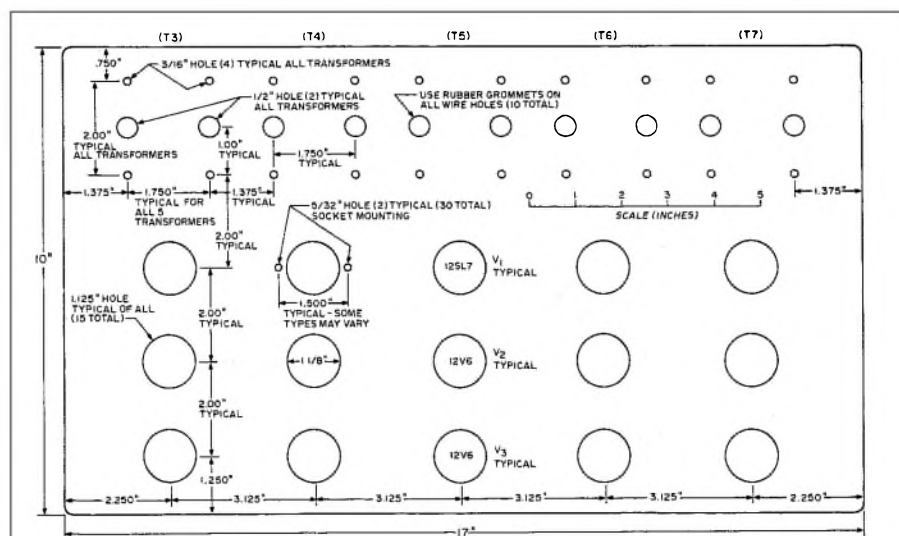 (T3) (T4) (T5) (T6) (T7)
.750"
3/16" HOLE (4) TYPICAL ALL TRANSFORMERS
1/2" HOLE (2) TYPICAL
ALL TRANSFORMERS
USE RUBBER GROMMETS ON
ALL WIRE HOLES (10 TOTAL)
2.00"
TYPICAL
ALL TRANSFORMERS
1.00"
TYPICAL
1.750"
TYPICAL
1.375"
1.750"
TYPICAL FOR
ALL 5
TRANSFORMERS
1.375"
TYPICAL
1.375"
0 1 2 3 4 5
SCALE (INCHES)
5/32" HOLE (2) TYPICAL (30 TOTAL)
SOCKET MOUNTING
2.00"
TYPICAL
10"
12SL7
V1
TYPICAL
1.500"
TYPICAL - SOME
TYPES MAY VARY
1.125" HOLE
TYPICAL OF ALL
(15 TOTAL)
2.00"
TYPICAL
1 1/8"
12V6
V2
TYPICAL
2.00"
TYPICAL
12V6
V3
TYPICAL
1.250"
2.250" 3.125" 3.125" 3.125" 3.125" 2.250"
17"